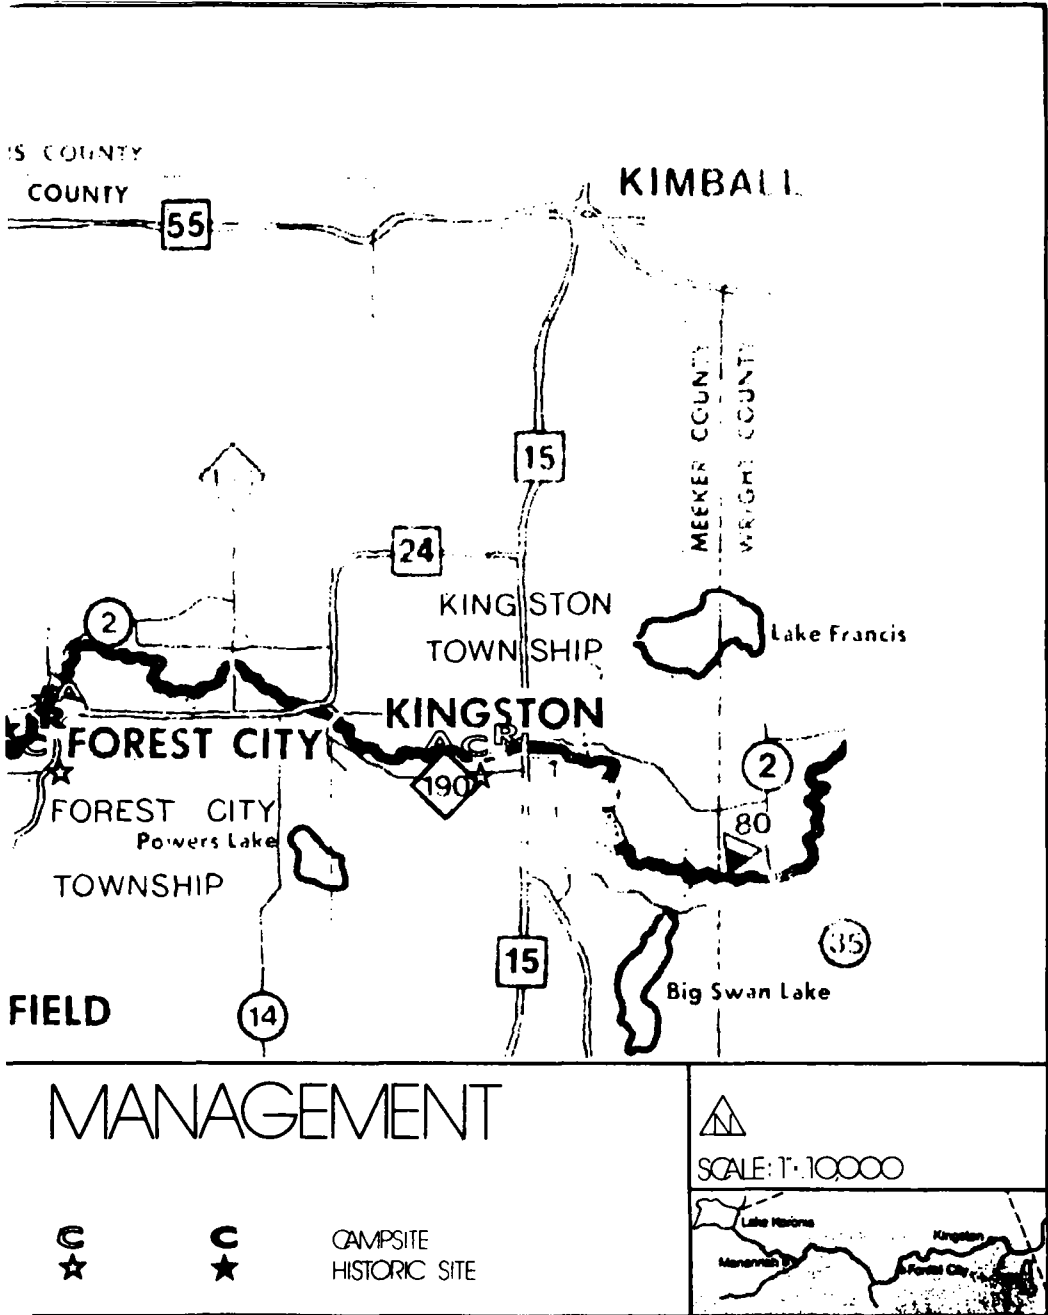 COUNTY
COUNTY
KIMBALL
55
MEEKER COUNTY
WRIGHT COUNTY
15
24
2
KINGSTON
TOWNSHIP
Lake Francis
A
R
C
FOREST CITY
KINGSTON
A C R
190
2
80
FOREST CITY
TOWNSHIP
Powers Lake
15
35
Big Swan Lake
FIELD
14
MANAGEMENT
N
SCALE: 1"=10,000
C C CAMPSITE
HISTORIC SITE
Kingston
Manannah
Forest City